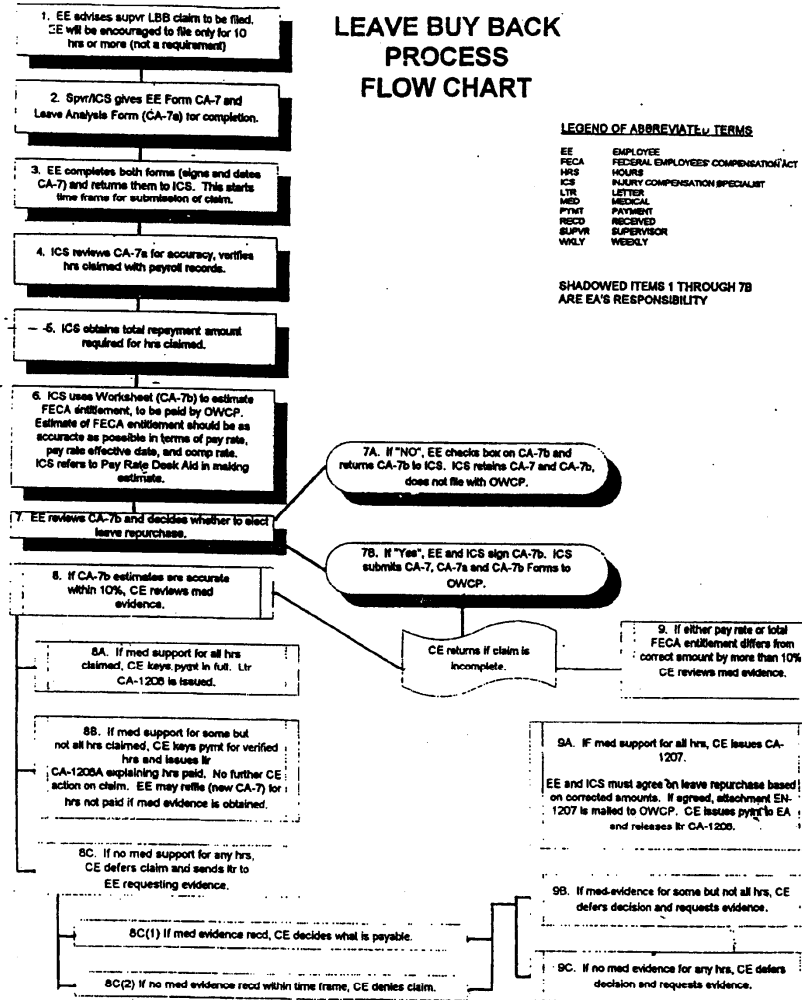 LEAVE BUY BACK
PROCESS
FLOW CHART
1. EE advises supvr LBB claim to be filed.
EE will be encouraged to file only for 10
hrs or more (not a requirement)
2. Spvr/ICS gives EE Form CA-7 and
Leave Analysis Form (CA-7a) for completion.
3. EE completes both forms (signs and dates
CA-7) and returns them to ICS. This starts
time frame for submission of claim.
4. ICS reviews CA-7a for accuracy, verifies
hrs claimed with payroll records.
5. ICS obtains total repayment amount
required for hrs claimed.
6. ICS uses Worksheet (CA-7b) to estimate
FECA entitlement, to be paid by OWCP.
Estimate of FECA entitlement should be as
accurate as possible in terms of pay rate,
pay rate effective date, and comp rate.
ICS refers to Pay Rate Desk Aid in making
estimate.
7. EE reviews CA-7b and decides whether to elect
leave repurchase.
LEGEND OF ABBREVIATED TERMS
EE EMPLOYEE
FECA FEDERAL EMPLOYEES' COMPENSATION ACT
HRS HOURS
ICS INJURY COMPENSATION SPECIALIST
LTR LETTER
MED MEDICAL
PYMT PAYMENT
RECD RECEIVED
SUPVR SUPERVISOR
WKLY WEEKLY
SHADOWED ITEMS 1 THROUGH 7B
ARE EA'S RESPONSIBILITY
7A. If "NO", EE checks box on CA-7b and
returns CA-7b to ICS. ICS retains CA-7 and CA-7b,
does not file with OWCP.
7B. If "Yes", EE and ICS sign CA-7b. ICS
submits CA-7, CA-7a and CA-7b Forms to
OWCP.
8. If CA-7b estimates are accurate
within 10%, CE reviews med
evidence.
CE returns if claim is
incomplete.
9. If either pay rate or total
FECA entitlement differs from
correct amount by more than 10%
CE reviews med evidence.
8A. If med support for all hrs
claimed, CE keys pymt in full. Ltr
CA-1208 is issued.
8B. If med support for some but
not all hrs claimed, CE keys pymt for verified
hrs and issues ltr
CA-1208A explaining hrs paid. No further CE
action on claim. EE may refile (new CA-7) for
hrs not paid if med evidence is obtained.
8C. If no med support for any hrs,
CE defers claim and sends ltr to
EE requesting evidence.
8C(1) If med evidence recd, CE decides what is payable.
8C(2) If no med evidence recd within time frame, CE denies claim.
9A. IF med support for all hrs, CE issues CA-
1207.
EE and ICS must agree on leave repurchase based
on corrected amounts. If agreed, attachment EN-
1207 is mailed to OWCP. CE issues pymt to EA
and releases ltr CA-1208.
9B. If med evidence for some but not all hrs, CE
defers decision and requests evidence.
9C. If no med evidence for any hrs, CE defers
decision and requests evidence.